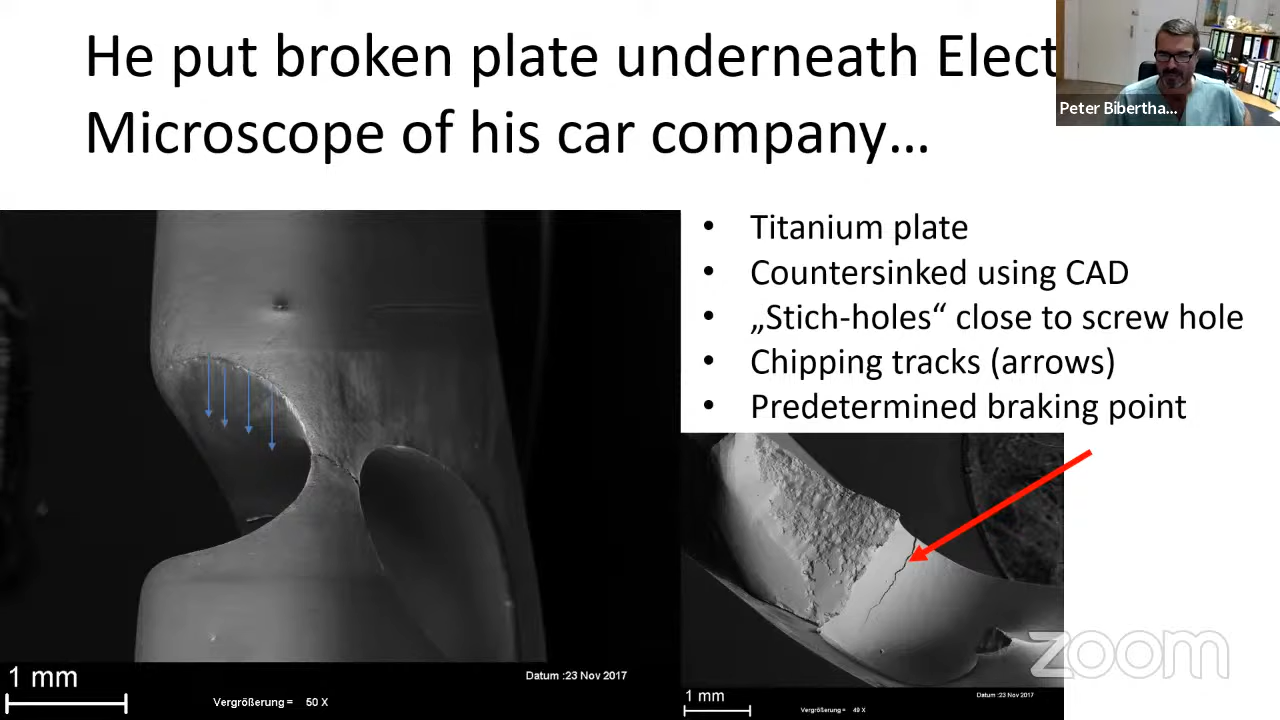 He put broken plate underneath Elect
Microscope of his car company…
Peter Bibertha...
• Titanium plate
• Countersinked using CAD
• „Stich-holes“ close to screw hole
• Chipping tracks (arrows)
• Predetermined braking point
1 mm
Vergrößerung = 50 X
Datum :23 Nov 2017
1 mm
Vergrößerung = 49 X
Datum :23 Nov 2017
zoom